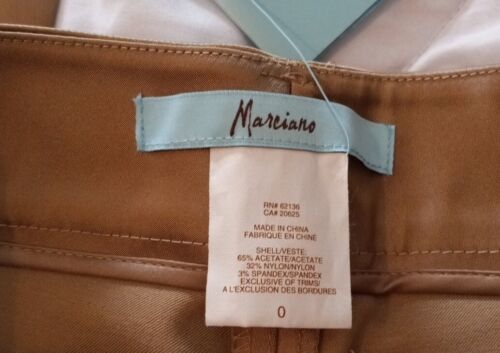 Marciano
RN# 62136
CA# 20625
MADE IN CHINA
FABRIQUE EN CHINE
SHELL/VESTE:
65% ACETATE/ACETATE
32% NYLON/NYLON
3% SPANDEX/SPANDEX
EXCLUSIVE OF TRIMS/
A L'EXCLUSION DES BORDURES
0